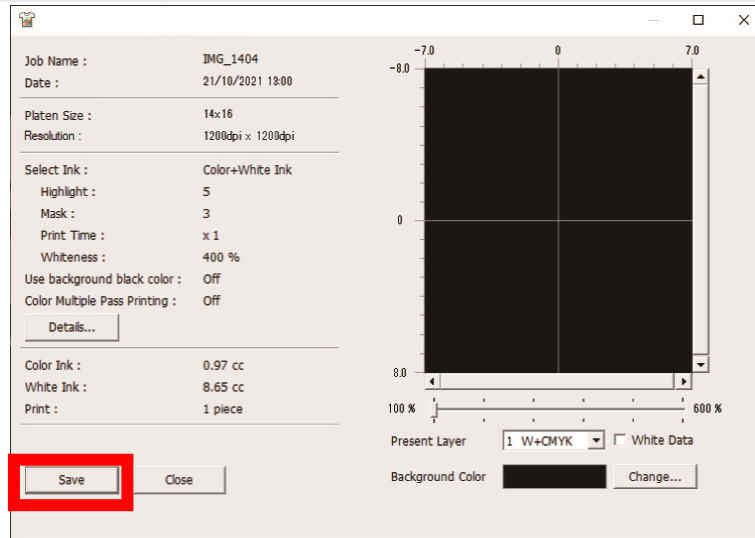 Job Name : IMG_1404
Date : 21/10/2021 13:00
Platen Size : 14x16
Resolution : 1200dpi x 1200dpi
Select Ink : Color+White Ink
Highlight : 5
Mask : 3
Print Time : x 1
Whiteness : 400 %
Use background black color : Off
Color Multiple Pass Printing : Off
Details...
Color Ink : 0.97 cc
White Ink : 8.65 cc
Print : 1 piece
Save Close
-7.0 0 7.0
-8.0
0
8.0
100 % 600 %
Present Layer 1 W+CMYK White Data
Background Color Change...